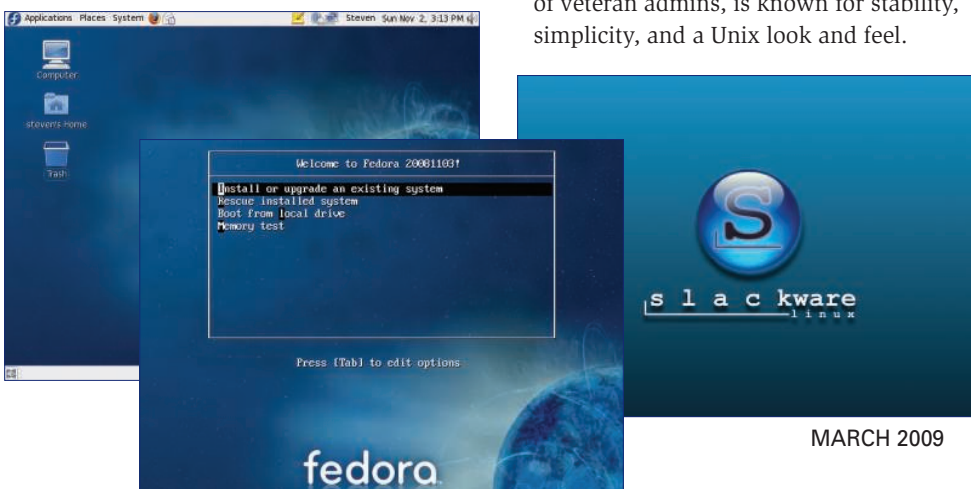 of veteran admins, is known for stability,
simplicity, and a Unix look and feel.
Applications Places System Steven Sun Nov 2, 3:13 PM
Computer
steven's Home
Trash
Welcome to Fedora 20081103!
Install or upgrade an existing system
Rescue installed system
Boot from local drive
Memory test
Press [Tab] to edit options
fedora
S
slackware
linux
MARCH 2009